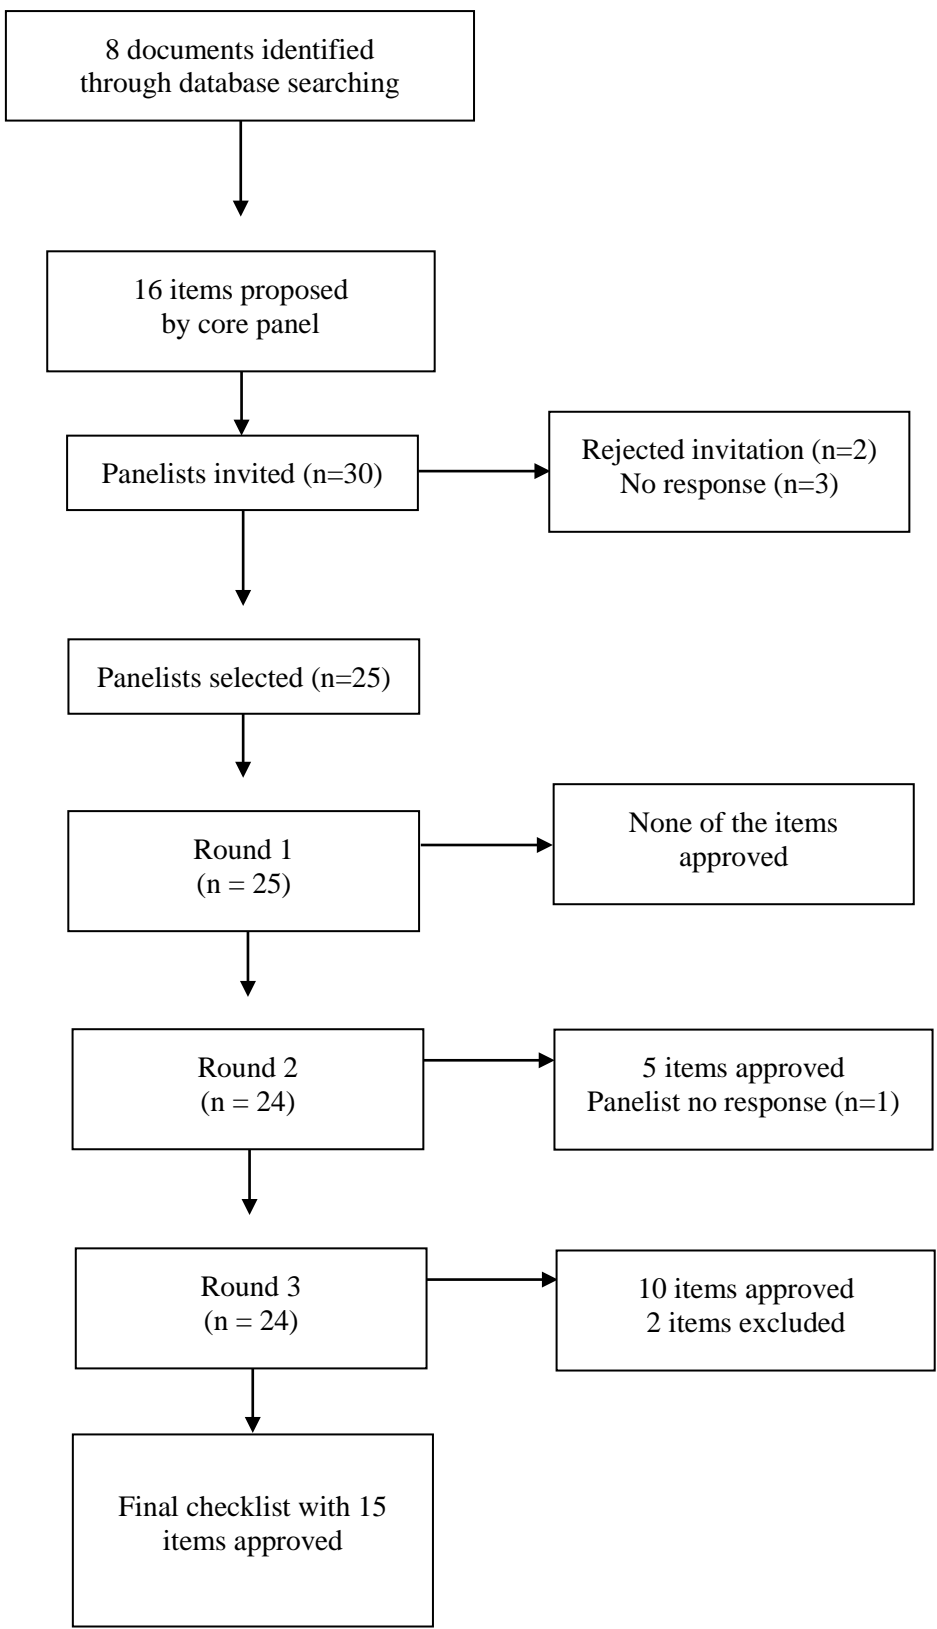 8 documents identified
through database searching
16 items proposed
by core panel
Panelists invited (n=30)
Rejected invitation (n=2)
No response (n=3)
Panelists selected (n=25)
Round 1
(n = 25)
None of the items
approved
Round 2
(n = 24)
5 items approved
Panelist no response (n=1)
Round 3
(n = 24)
10 items approved
2 items excluded
Final checklist with 15
items approved